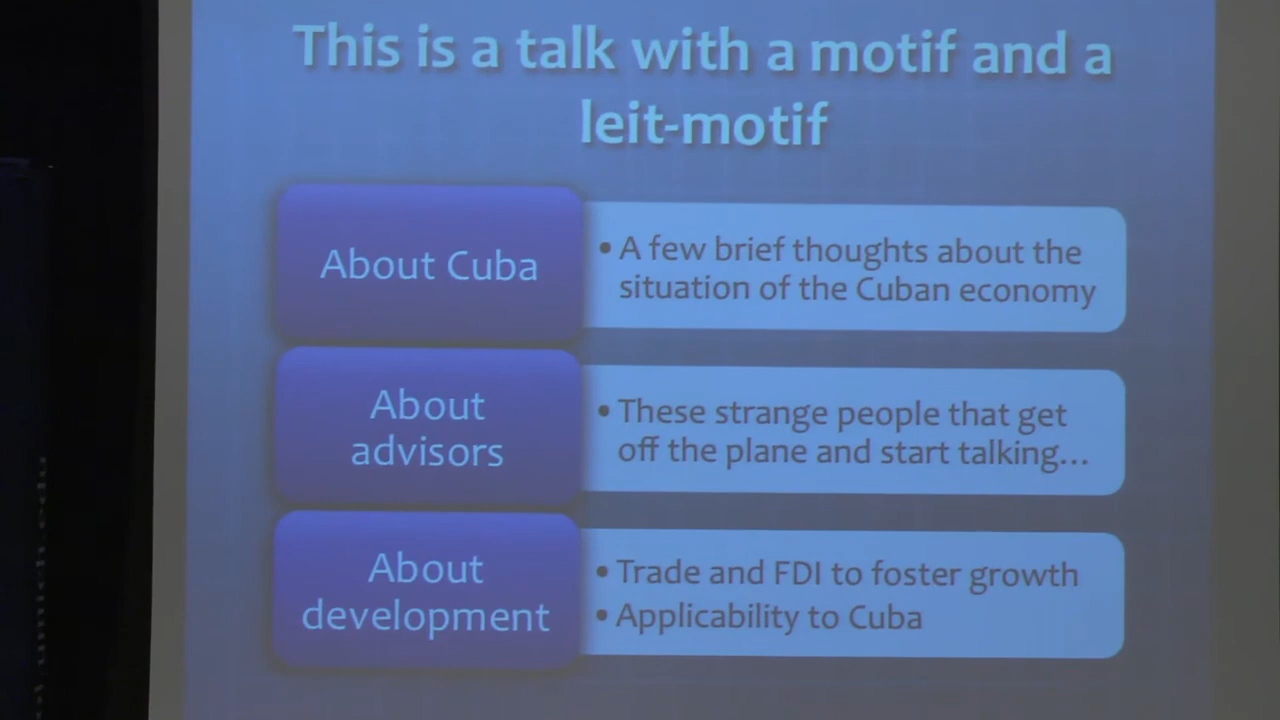 This is a talk with a motif and a
leit-motif
About Cuba
• A few brief thoughts about the
situation of the Cuban economy
About
advisors
• These strange people that get
off the plane and start talking...
About
development
• Trade and FDI to foster growth
• Applicability to Cuba
umich.edu